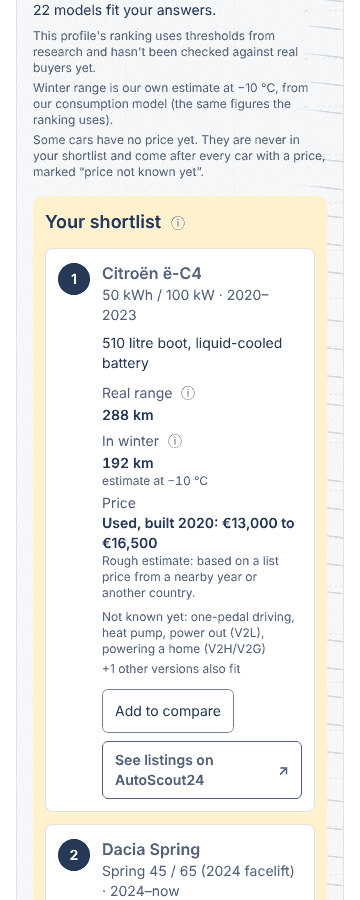 22 models fit your answers.
This profile's ranking uses thresholds from
research and hasn't been checked against real
buyers yet.
Winter range is our own estimate at −10 °C, from
our consumption model (the same figures the
ranking uses).
Some cars have no price yet. They are never in
your shortlist and come after every car with a price,
marked “price not known yet”.
Your shortlist ⓘ
1
Citroën ë-C4
50 kWh / 100 kW · 2020–
2023
510 litre boot, liquid-cooled
battery
Real range ⓘ
288 km
In winter ⓘ
192 km
estimate at −10 °C
Price
Used, built 2020: €13,000 to
€16,500
Rough estimate: based on a list
price from a nearby year or
another country.
Not known yet: one-pedal driving,
heat pump, power out (V2L),
powering a home (V2H/V2G)
+1 other versions also fit
Add to compare
See listings on
AutoScout24
2
Dacia Spring
Spring 45 / 65 (2024 facelift)
· 2024–now